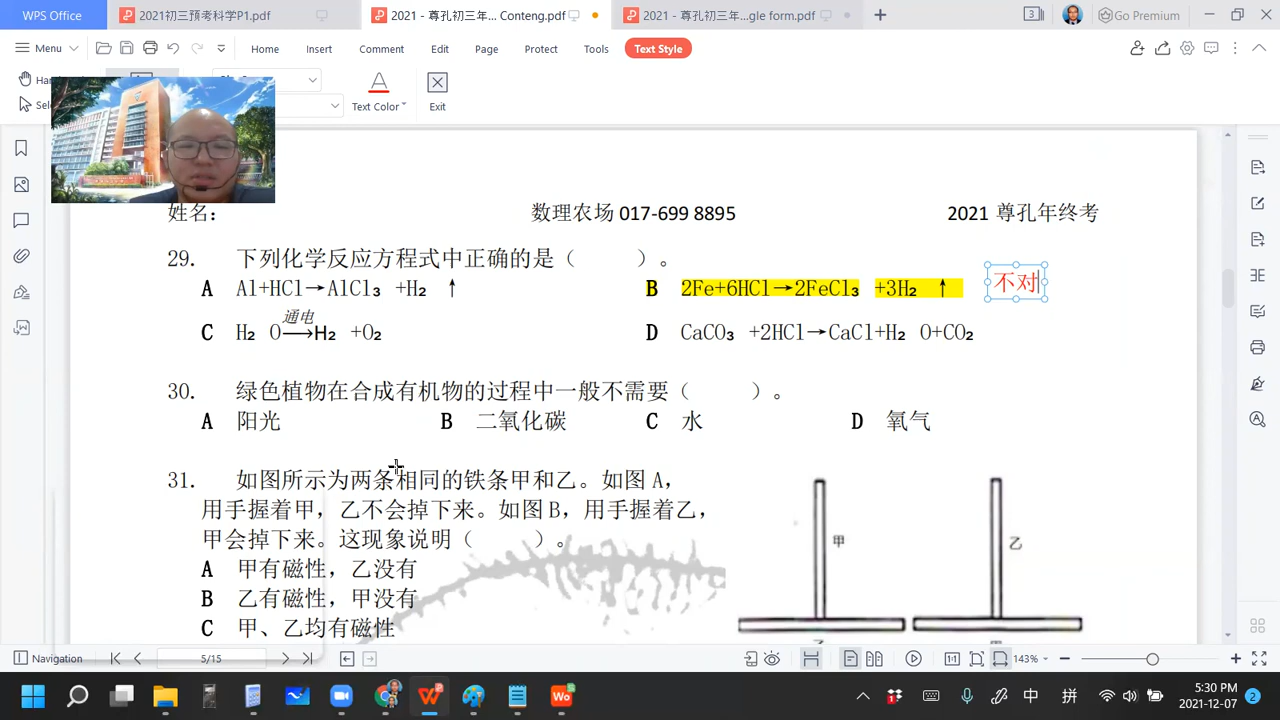 WPS Office
2021初三预考科学P1.pdf
2021 - 尊孔初三年... Conteng.pdf
2021 - 尊孔初三年...gle form.pdf
3
Go Premium
Menu
Home
Insert
Comment
Edit
Page
Protect
Tools
Text Style
Text Color
Exit
姓名：
数理农场 017-699 8895
2021 尊孔年终考
29. 下列化学反应方程式中正确的是（ ）。
A Al+HCl→AlCl₃ +H₂ ↑
B 2Fe+6HCl→2FeCl₃ +3H₂ ↑
不对
C H₂ O 通电→H₂ +O₂
D CaCO₃ +2HCl→CaCl+H₂ O+CO₂
30. 绿色植物在合成有机物的过程中一般不需要（ ）。
A 阳光 B 二氧化碳 C 水 D 氧气
31. 如图所示为两条相同的铁条甲和乙。如图 A，
用手握着甲，乙不会掉下来。如图 B，用手握着乙，
甲会掉下来。这现象说明（ ）。
A 甲有磁性，乙没有
B 乙有磁性，甲没有
C 甲、乙均有磁性
甲
乙
Navigation
5/15
143%
中
拼
5:30 PM
2021-12-07
2